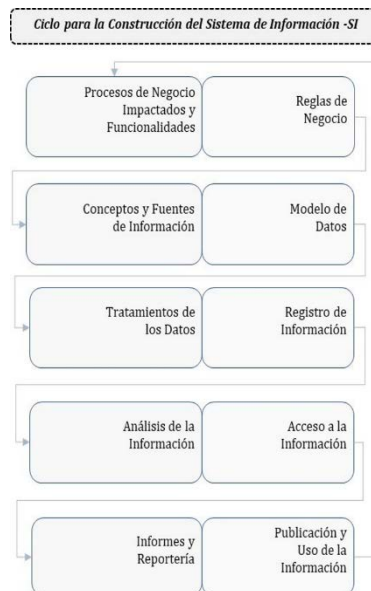 Ciclo para la Construcción del Sistema de Información -SI
Procesos de Negocio
Impactados y
Funcionalidades
Reglas de
Negocio
Conceptos y Fuentes
de Información
Modelo de
Datos
Tratamientos de
los Datos
Registro de
Información
Análisis de la
Información
Acceso a la
Información
Informes y
Reportería
Publicación y
Uso de la
Información